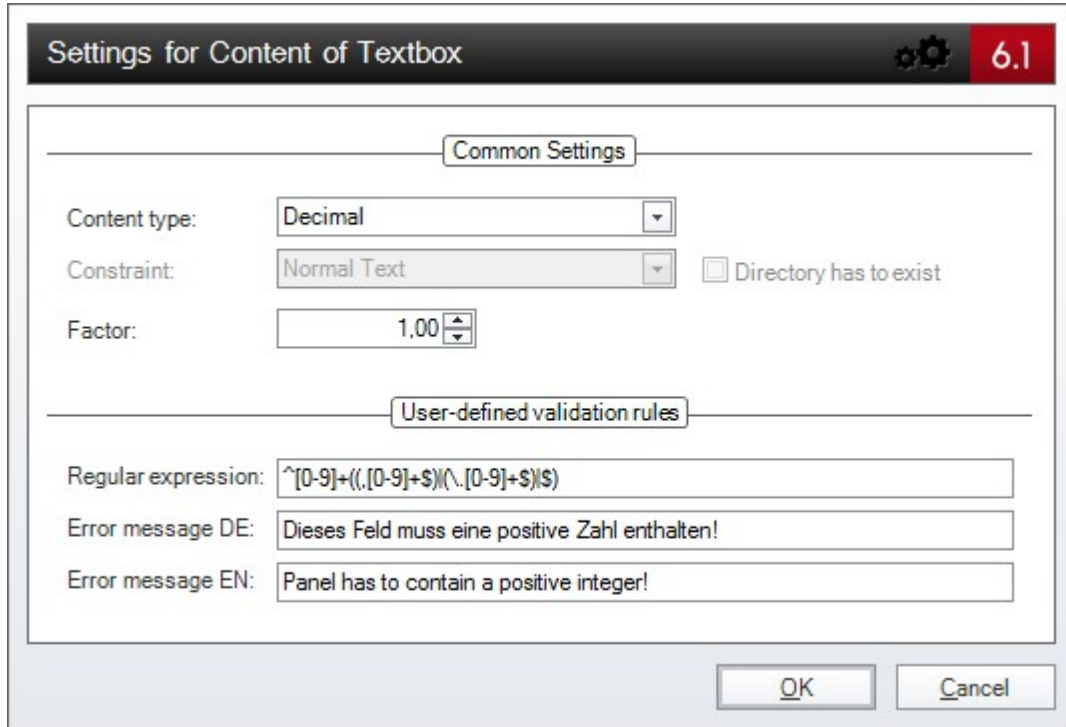 Settings for Content of Textbox 6.1
Common Settings
Content type: Decimal
Constraint: Normal Text Directory has to exist
Factor: 1,00
User-defined validation rules
Regular expression: ^[0-9]+((,[0-9]+$)|(\.[0-9]+$)|$)
Error message DE: Dieses Feld muss eine positive Zahl enthalten!
Error message EN: Panel has to contain a positive integer!
OK Cancel